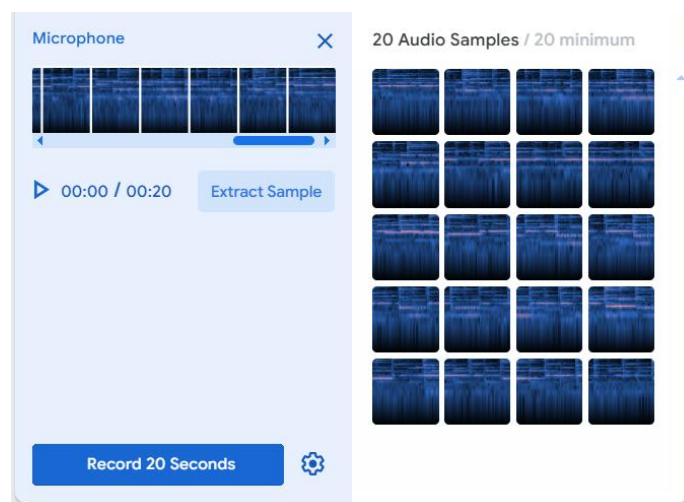 Microphone
20 Audio Samples / 20 minimum
00:00 / 00:20
Extract Sample
Record 20 Seconds